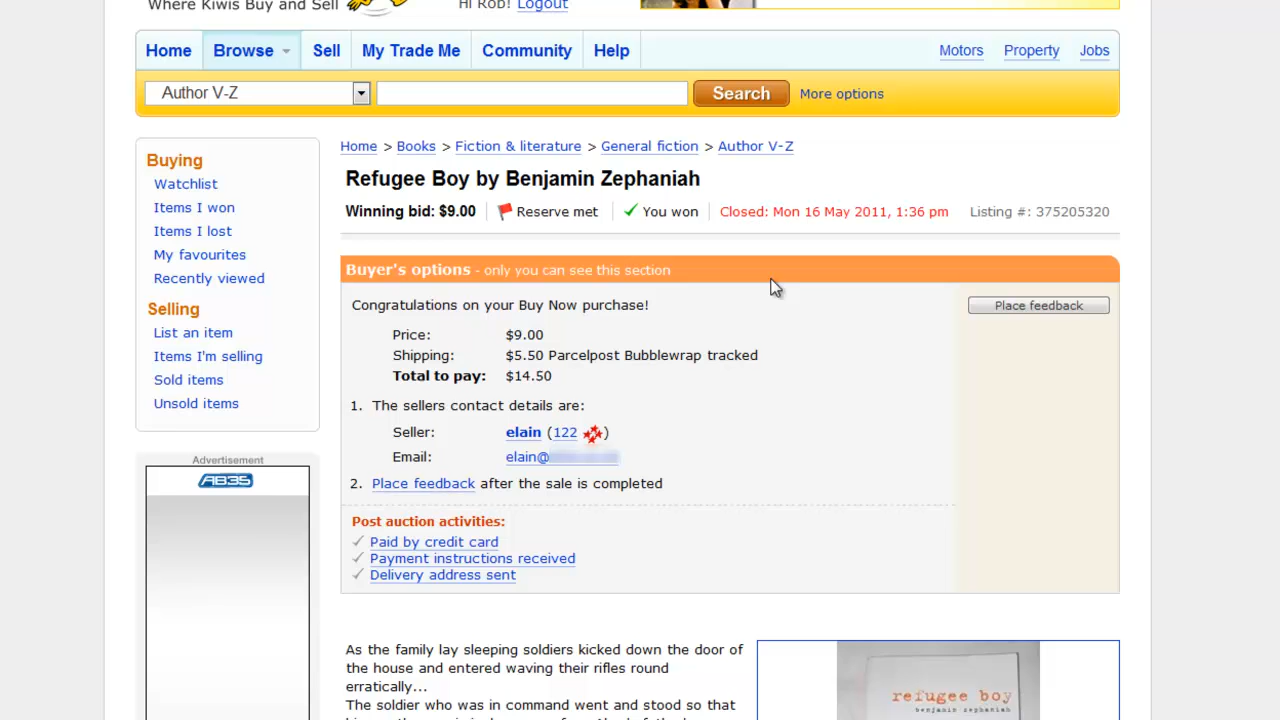 Where Kiwis Buy and Sell
Hi Rob! Logout
Home Browse Sell My Trade Me Community Help Motors Property Jobs
Author V-Z Search More options
Buying
Watchlist
Items I won
Items I lost
My favourites
Recently viewed
Selling
List an item
Items I'm selling
Sold items
Unsold items
Advertisement
Home > Books > Fiction & literature > General fiction > Author V-Z
Refugee Boy by Benjamin Zephaniah
Winning bid: $9.00 Reserve met You won Closed: Mon 16 May 2011, 1:36 pm Listing #: 375205320
Buyer's options - only you can see this section
Congratulations on your Buy Now purchase!
Place feedback
Price: $9.00
Shipping: $5.50 Parcelpost Bubblewrap tracked
Total to pay: $14.50
1. The sellers contact details are:
Seller: elain (122)
Email: elain@
2. Place feedback after the sale is completed
Post auction activities:
Paid by credit card
Payment instructions received
Delivery address sent
As the family lay sleeping soldiers kicked down the door of
the house and entered waving their rifles round
erratically...
The soldier who was in command went and stood so that
refugee boy
benjamin zephaniah